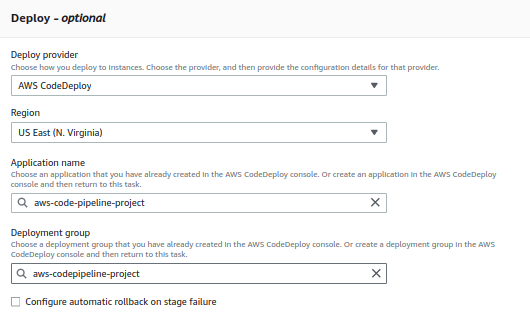 Deploy - optional
Deploy provider
Choose how you deploy to instances. Choose the provider, and then provide the configuration details for that provider.
AWS CodeDeploy
Region
US East (N. Virginia)
Application name
Choose an application that you have already created in the AWS CodeDeploy console. Or create an application in the AWS CodeDeploy
console and then return to this task.
aws-code-pipeline-project
Deployment group
Choose a deployment group that you have already created in the AWS CodeDeploy console. Or create a deployment group in the AWS
CodeDeploy console and then return to this task.
aws-codepipeline-project
Configure automatic rollback on stage failure